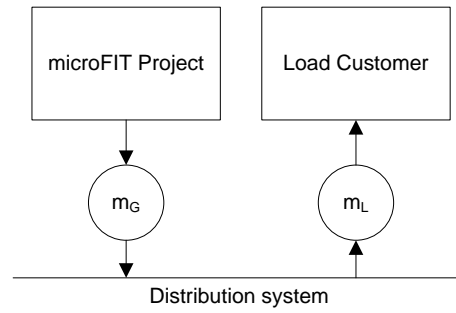 microFIT Project
Load Customer
mG
mL
Distribution system